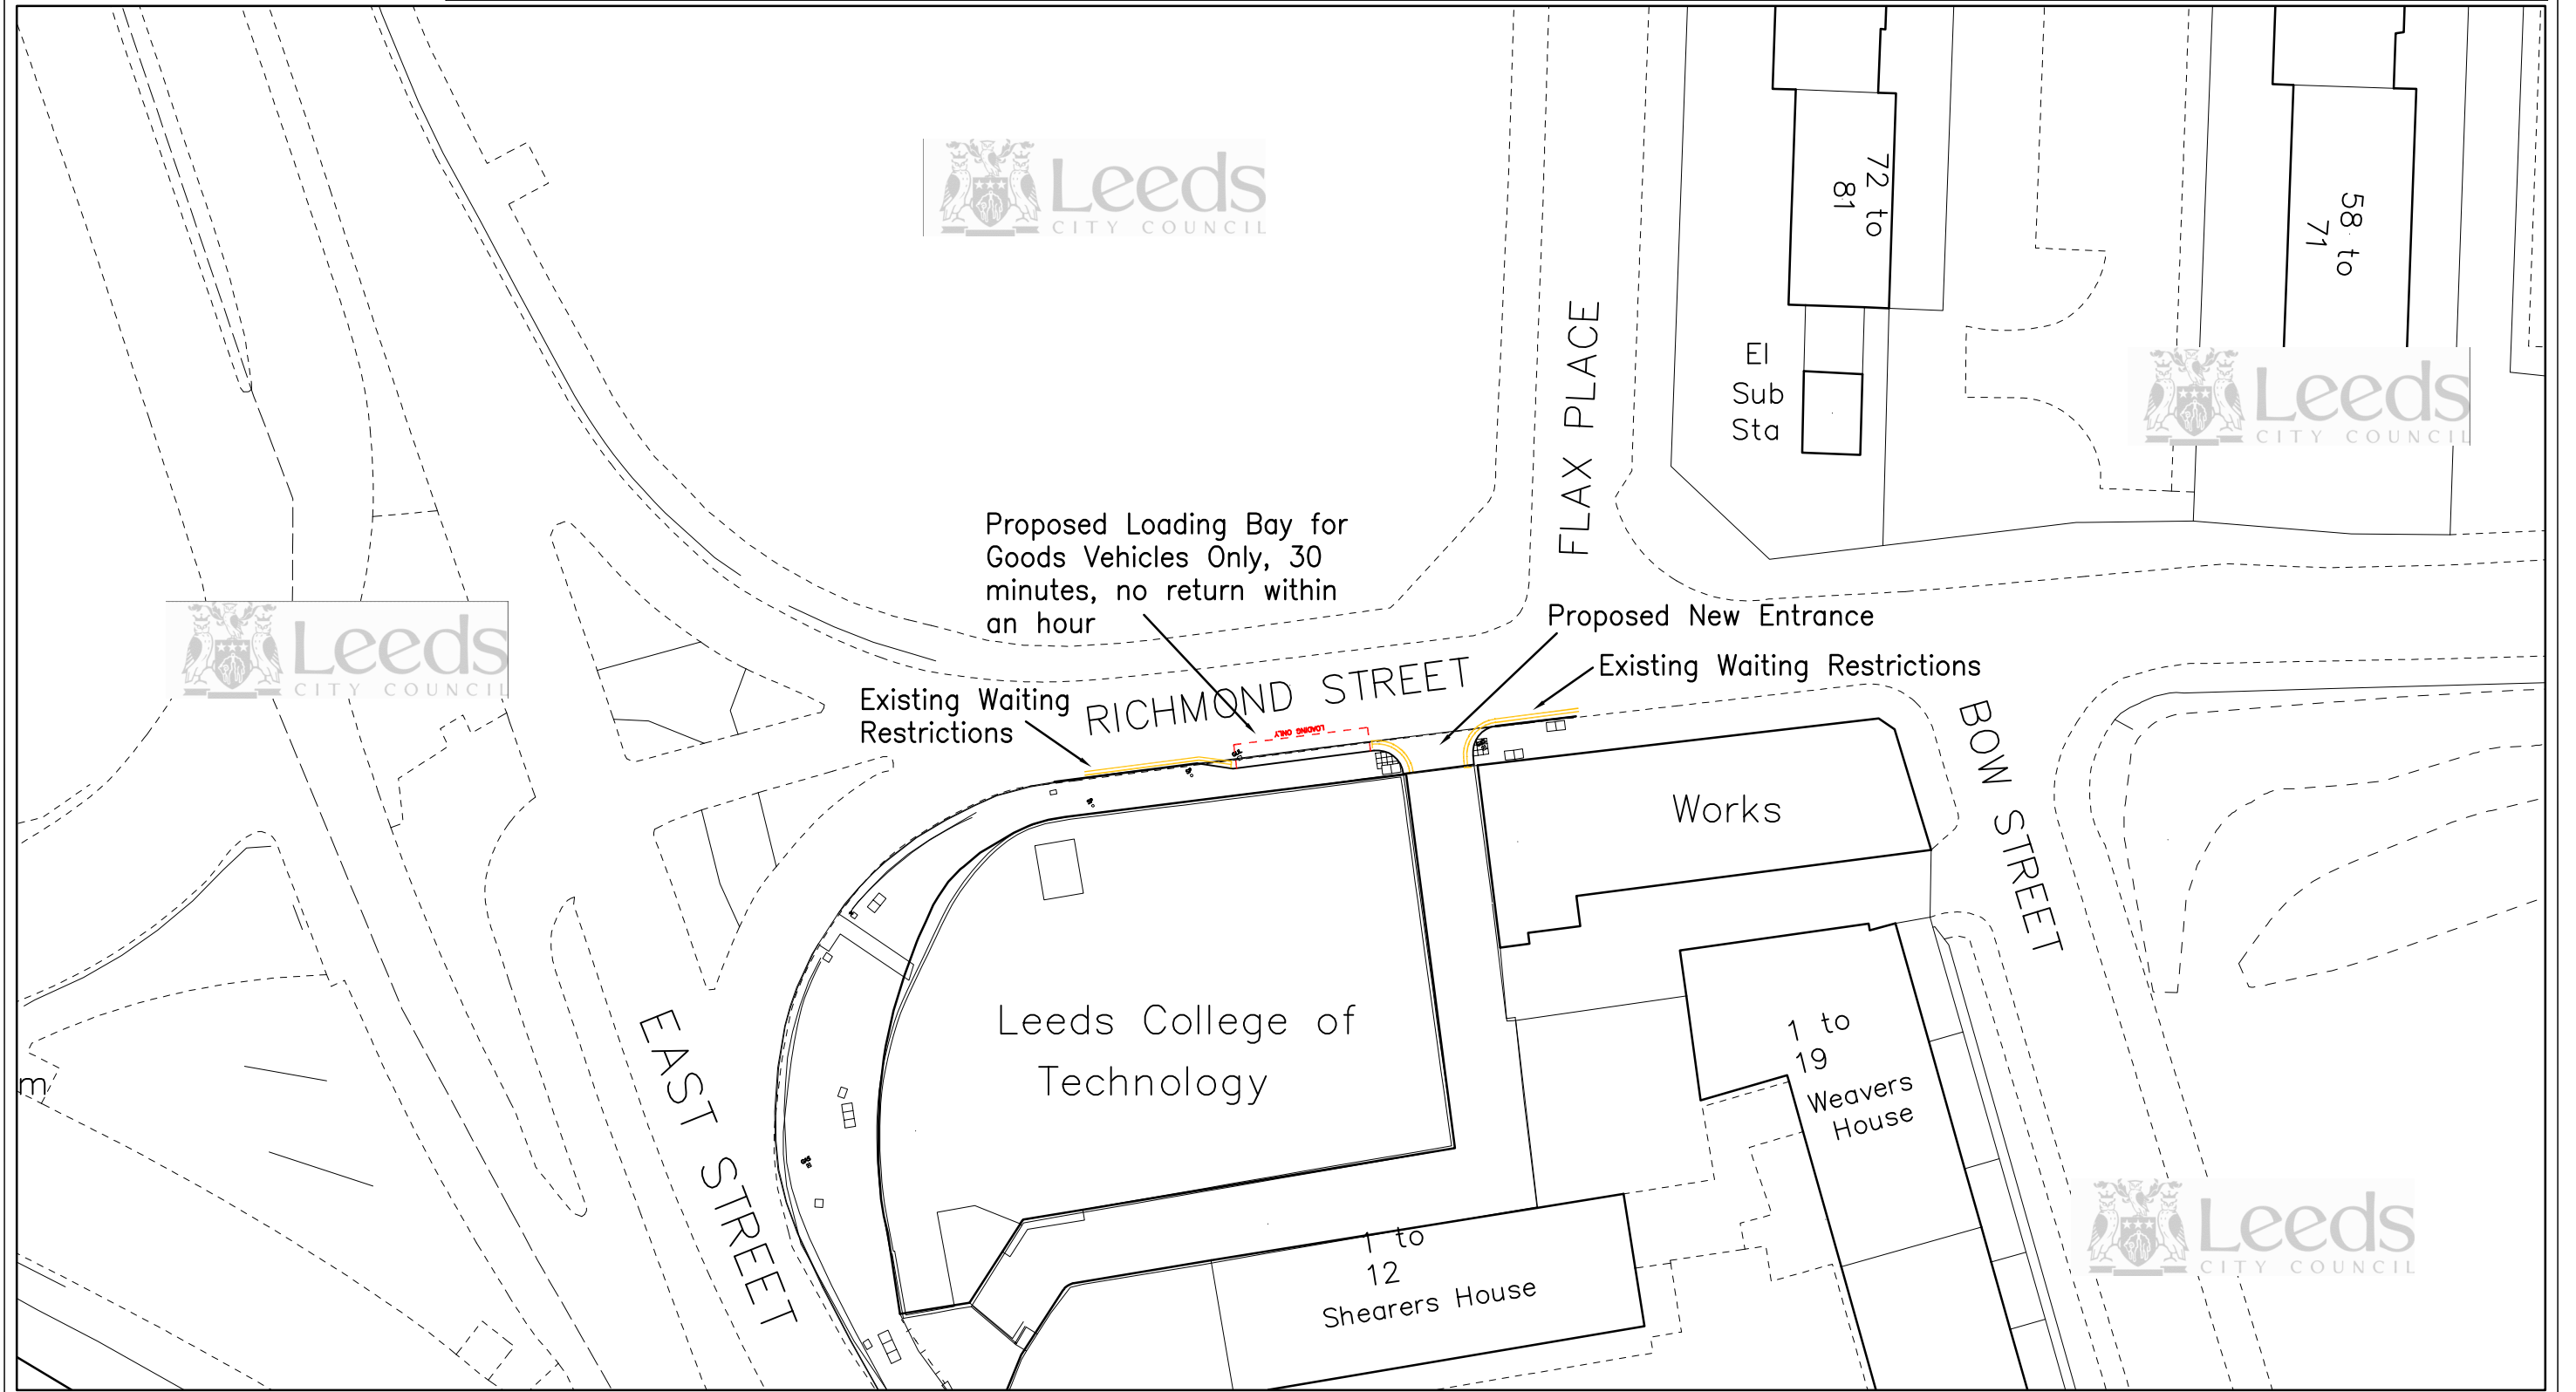 Leeds
CITY COUNCIL
72 to
81
58 to
71
Leeds
CITY COUNCIL
El
Sub
Sta
FLAX PLACE
Proposed Loading Bay for
Goods Vehicles Only, 30
minutes, no return within
an hour
Proposed New Entrance
Existing Waiting Restrictions
Leeds
CITY COUNCIL
Existing Waiting
Restrictions
RICHMOND STREET
LOADING ONLY
BOW STREET
Works
Leeds College of
Technology
EAST STREET
m
1 to
19
Weavers
House
1 to
12
Shearers House
Leeds
CITY COUNCIL